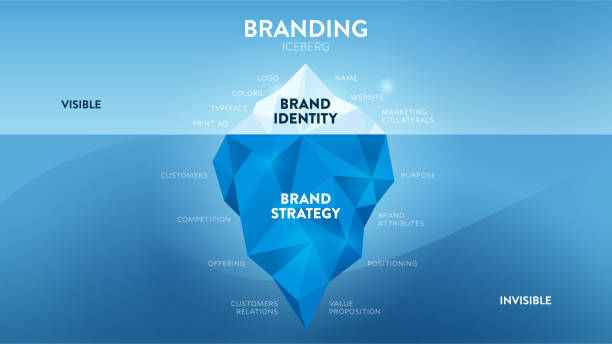 BRANDING
ICEBERG
LOGO
NAME
COLORS
WEBSITE
TYPEFACE
MARKETING
COLLATERALS
PRINT AD
VISIBLE
BRAND
IDENTITY
CUSTOMERS
PURPOSE
BRAND
STRATEGY
COMPETITION
BRAND
ATTRIBUTES
OFFERING
POSITIONING
CUSTOMERS
RELATIONS
VALUE
PROPOSITION
INVISIBLE